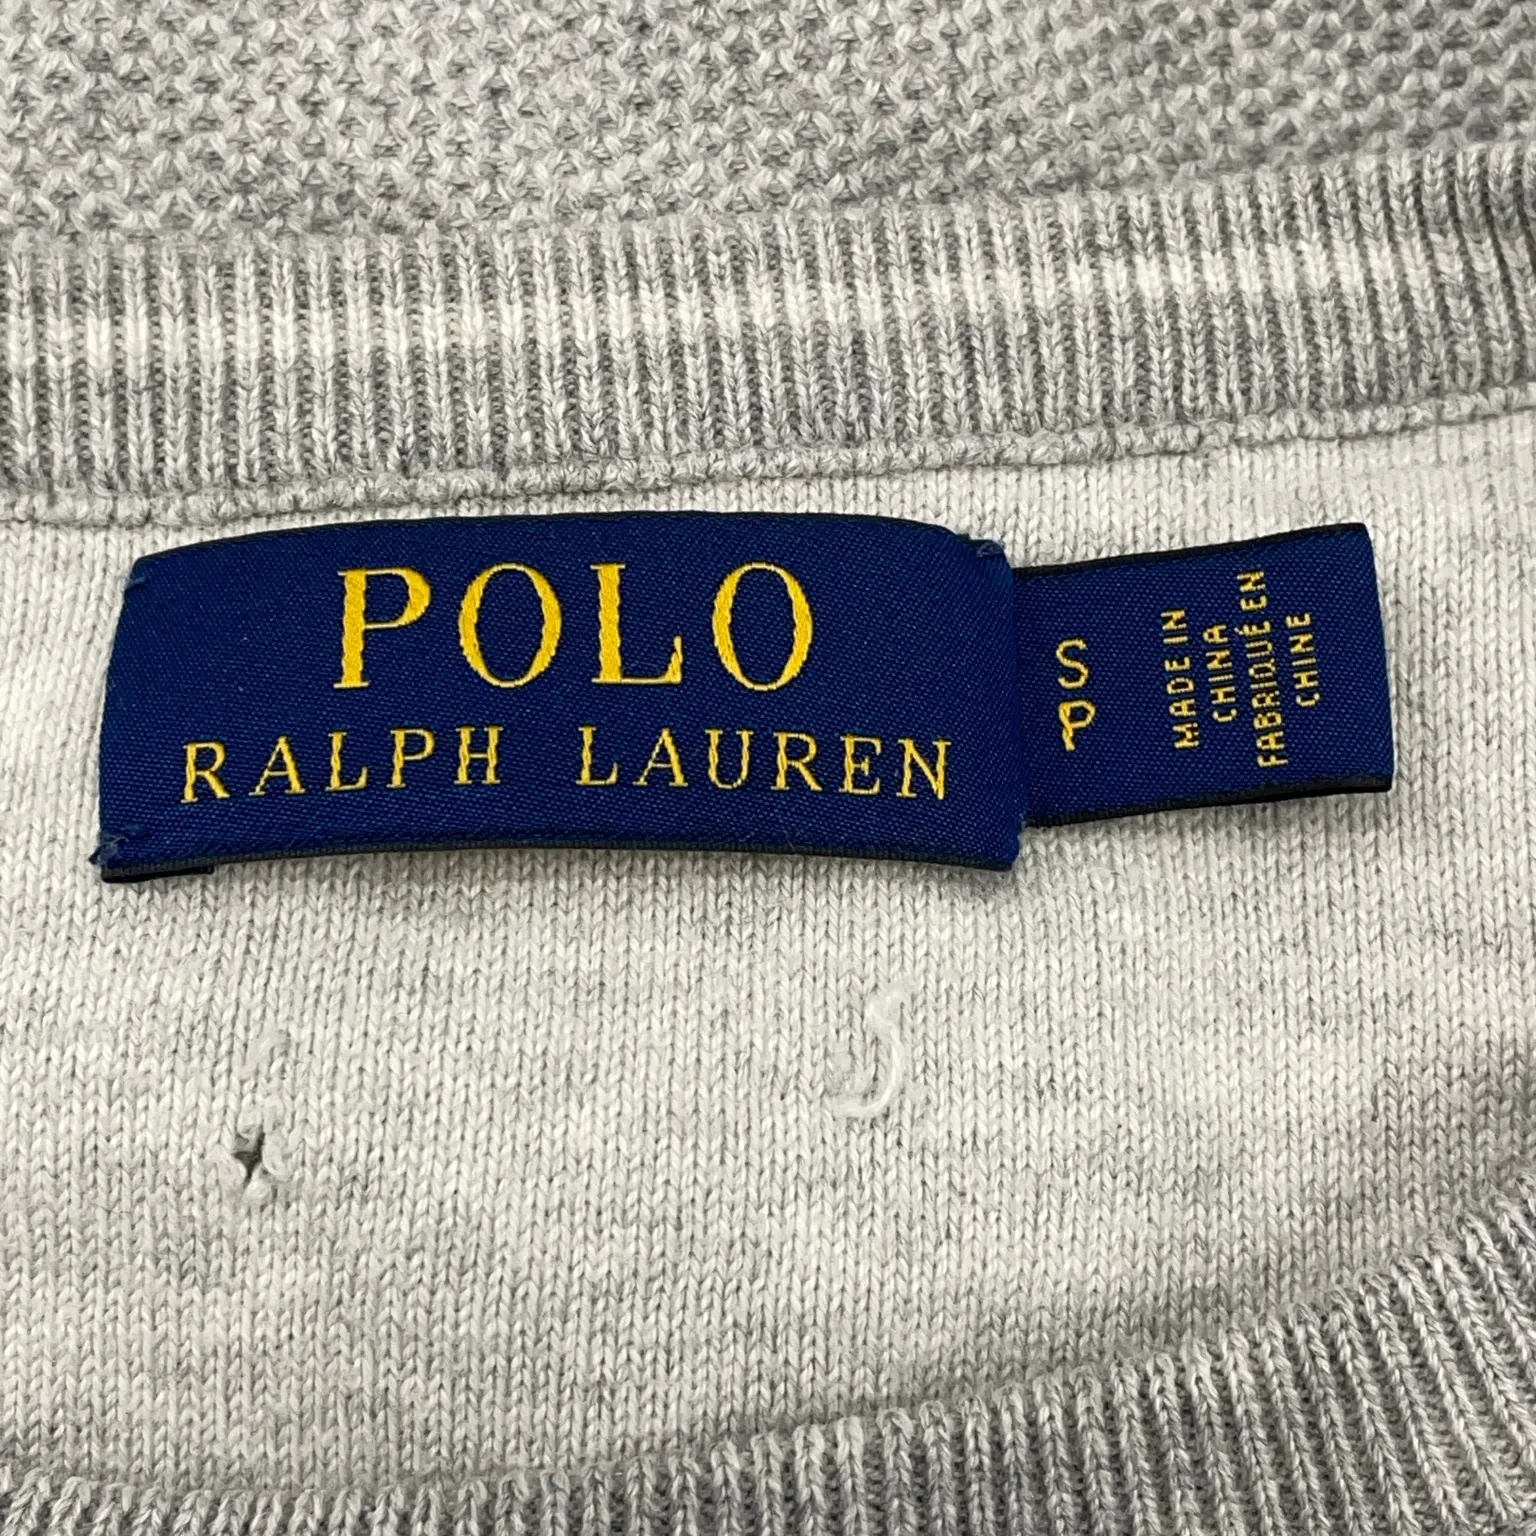 POLO
RALPH LAUREN
S
P
MADE IN
CHINA
FABRIQUÉ EN
CHINE